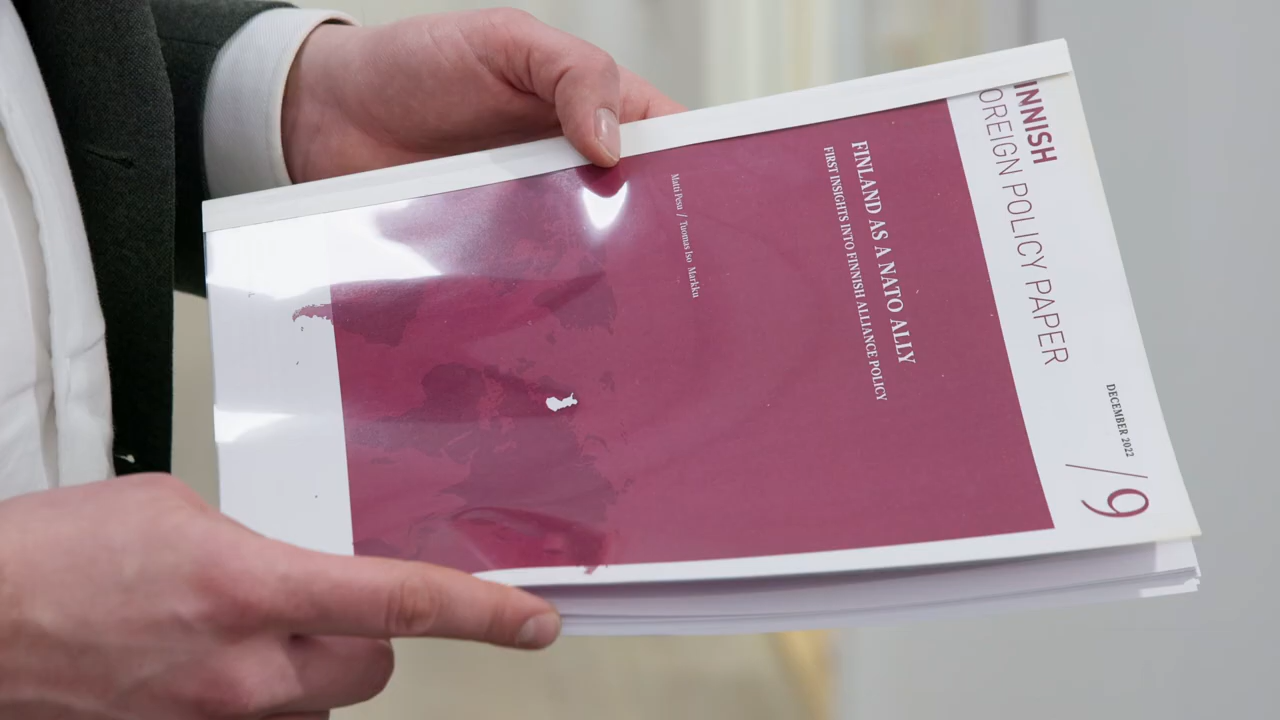 INNISH
OREIGN POLICY PAPER
DECEMBER 2022
/ 9
FINLAND AS A NATO ALLY
FIRST INSIGHTS INTO FINNISH ALLIANCE POLICY
Matti Pesu / Tuomas Iso-Markku